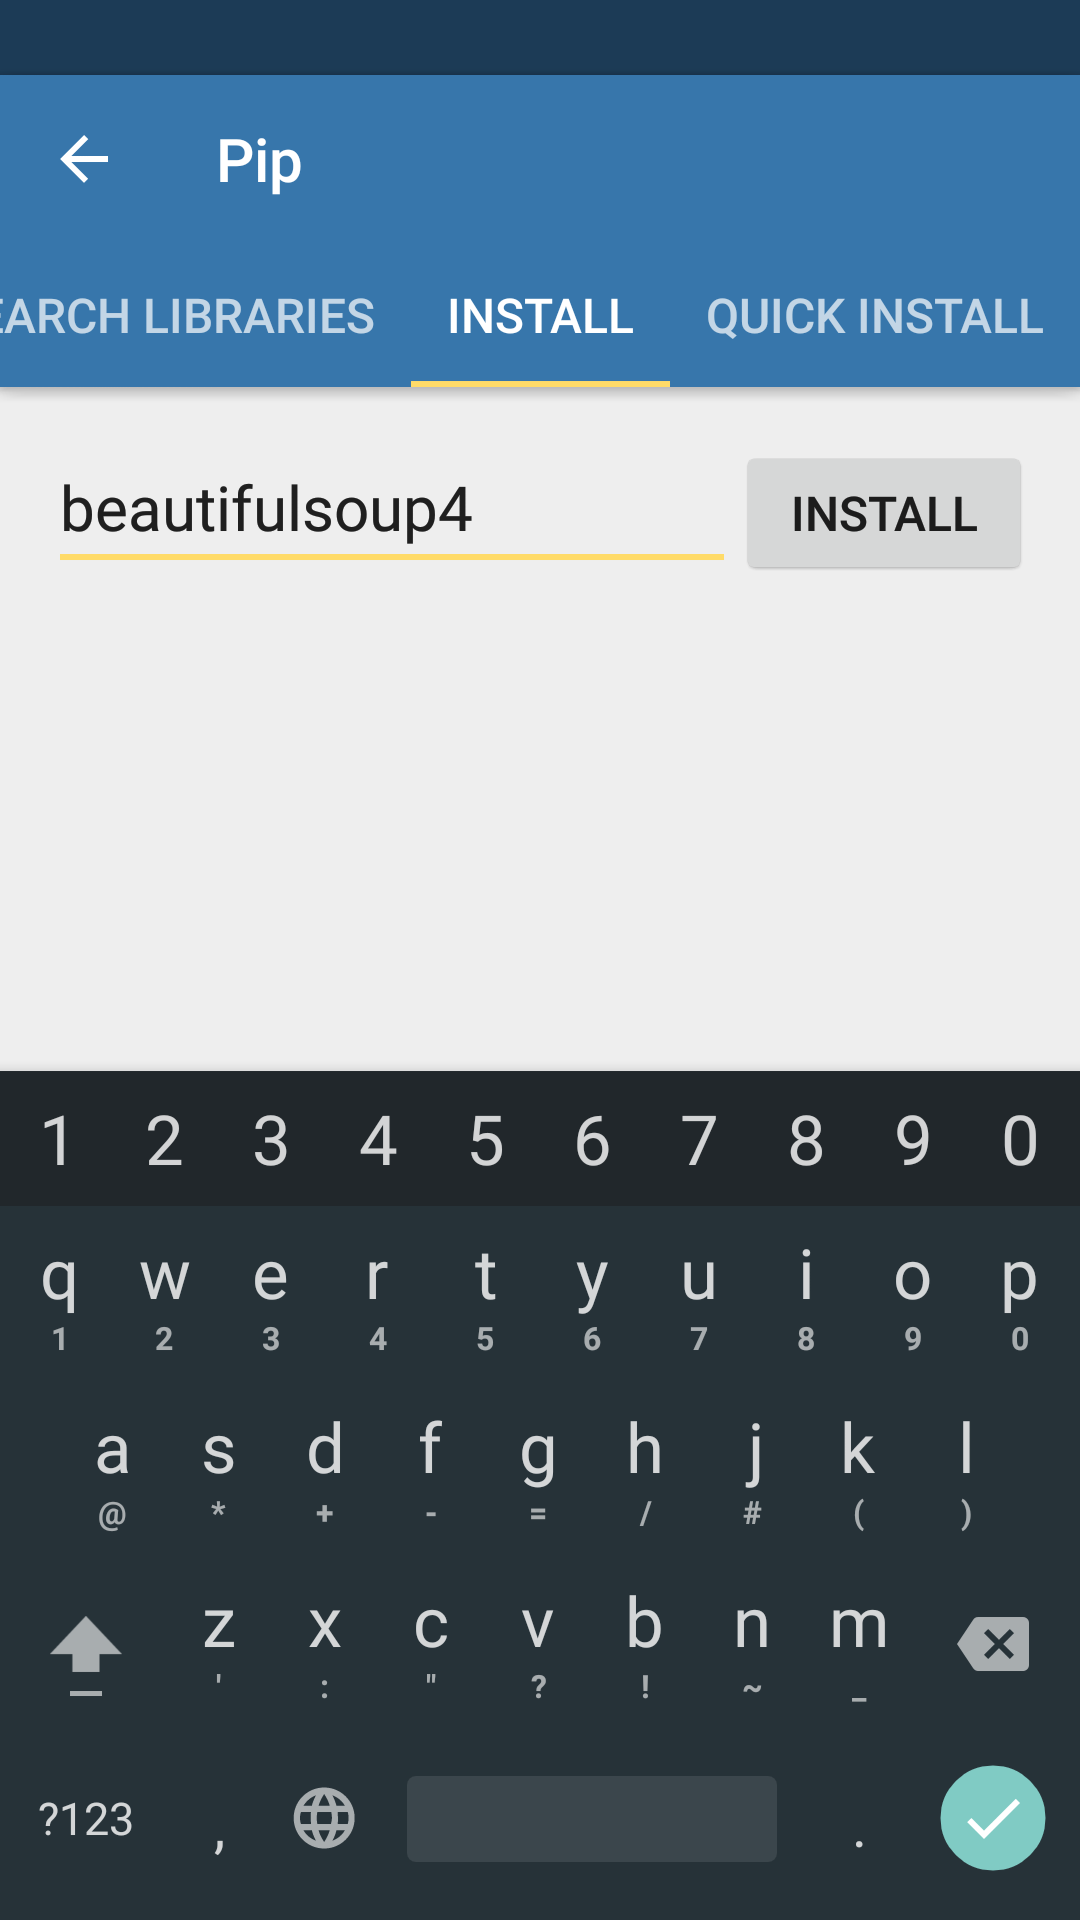 Pip
EARCH LIBRARIES INSTALL QUICK INSTALL
beautifulsoup4 INSTALL
1 2 3 4 5 6 7 8 9 0
q w e r t y u i o p
1 2 3 4 5 6 7 8 9 0
a s d f g h j k l
@ * + - = / # ( )
z x c v b n m
' : " ? ! ~ _
?123 , .